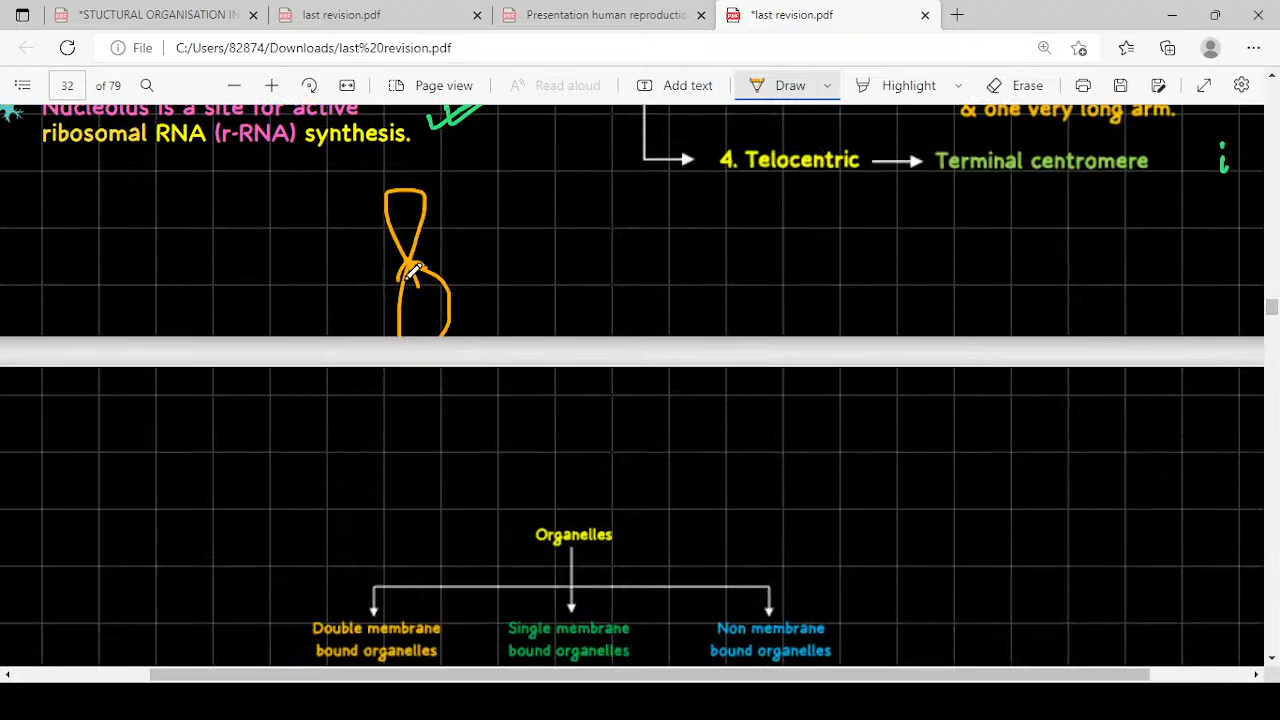 *STUCTURAL ORGANISATION IN
last revision.pdf
Presentation human reproductio
*last revision.pdf
File
C:/Users/82874/Downloads/last%20revision.pdf
32 of 79
Page view
Read aloud
Add text
Draw
Highlight
Erase
Nucleolus is a site for active
ribosomal RNA (r-RNA) synthesis.
& one very long arm.
4. Telocentric
Terminal centromere
i
Organelles
Double membrane
bound organelles
Single membrane
bound organelles
Non membrane
bound organelles